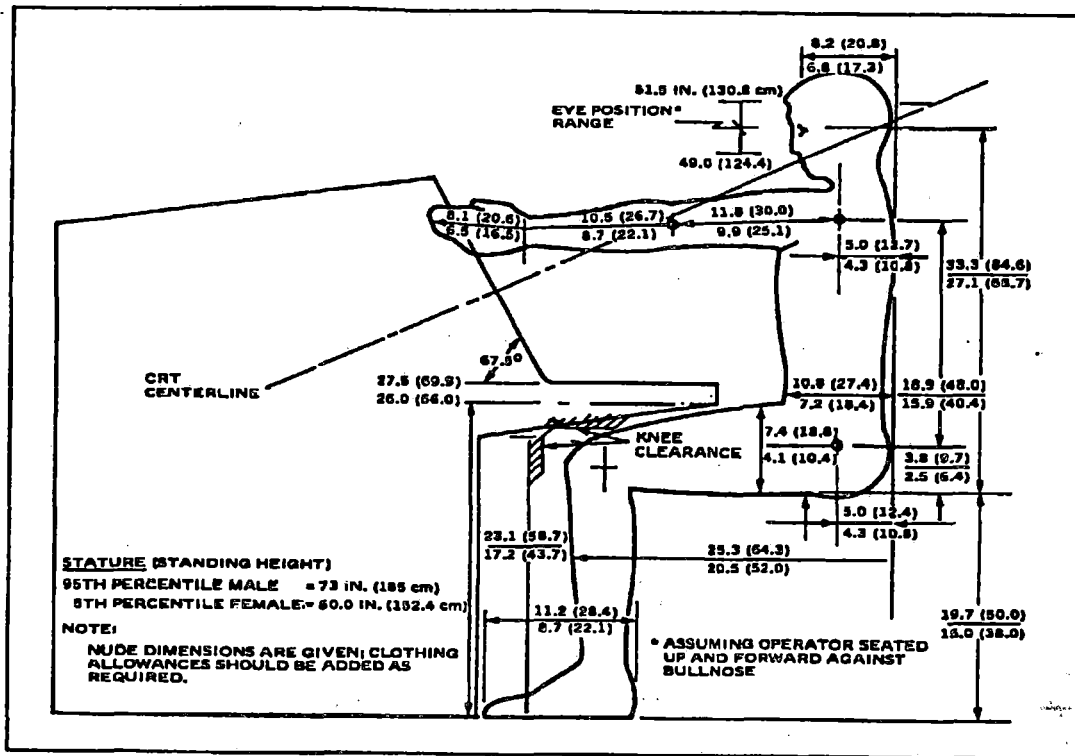 8.2 (20.8)
6.8 (17.3)
51.5 IN. (130.8 cm)
EYE POSITION*
RANGE
49.0 (124.4)
8.1 (20.6)
6.5 (16.5)
10.5 (26.7)
8.7 (22.1)
11.8 (30.0)
9.9 (25.1)
5.0 (12.7)
4.3 (10.8)
33.3 (84.6)
27.1 (68.7)
67.5°
CRT
CENTERLINE
27.5 (69.9)
26.0 (66.0)
10.8 (27.4)
7.2 (18.4)
18.9 (48.0)
15.9 (40.4)
KNEE
CLEARANCE
7.4 (18.8)
4.1 (10.4)
3.8 (9.7)
2.5 (6.4)
5.0 (12.4)
4.3 (10.8)
23.1 (58.7)
17.2 (43.7)
25.3 (64.3)
20.5 (52.0)
STATURE (STANDING HEIGHT)
95TH PERCENTILE MALE = 73 IN. (185 cm)
5TH PERCENTILE FEMALE = 60.0 IN. (152.4 cm)
NOTE:
NUDE DIMENSIONS ARE GIVEN; CLOTHING
ALLOWANCES SHOULD BE ADDED AS
REQUIRED.
11.2 (28.4)
8.7 (22.1)
19.7 (50.0)
15.0 (38.0)
* ASSUMING OPERATOR SEATED
UP AND FORWARD AGAINST
BULLNOSE